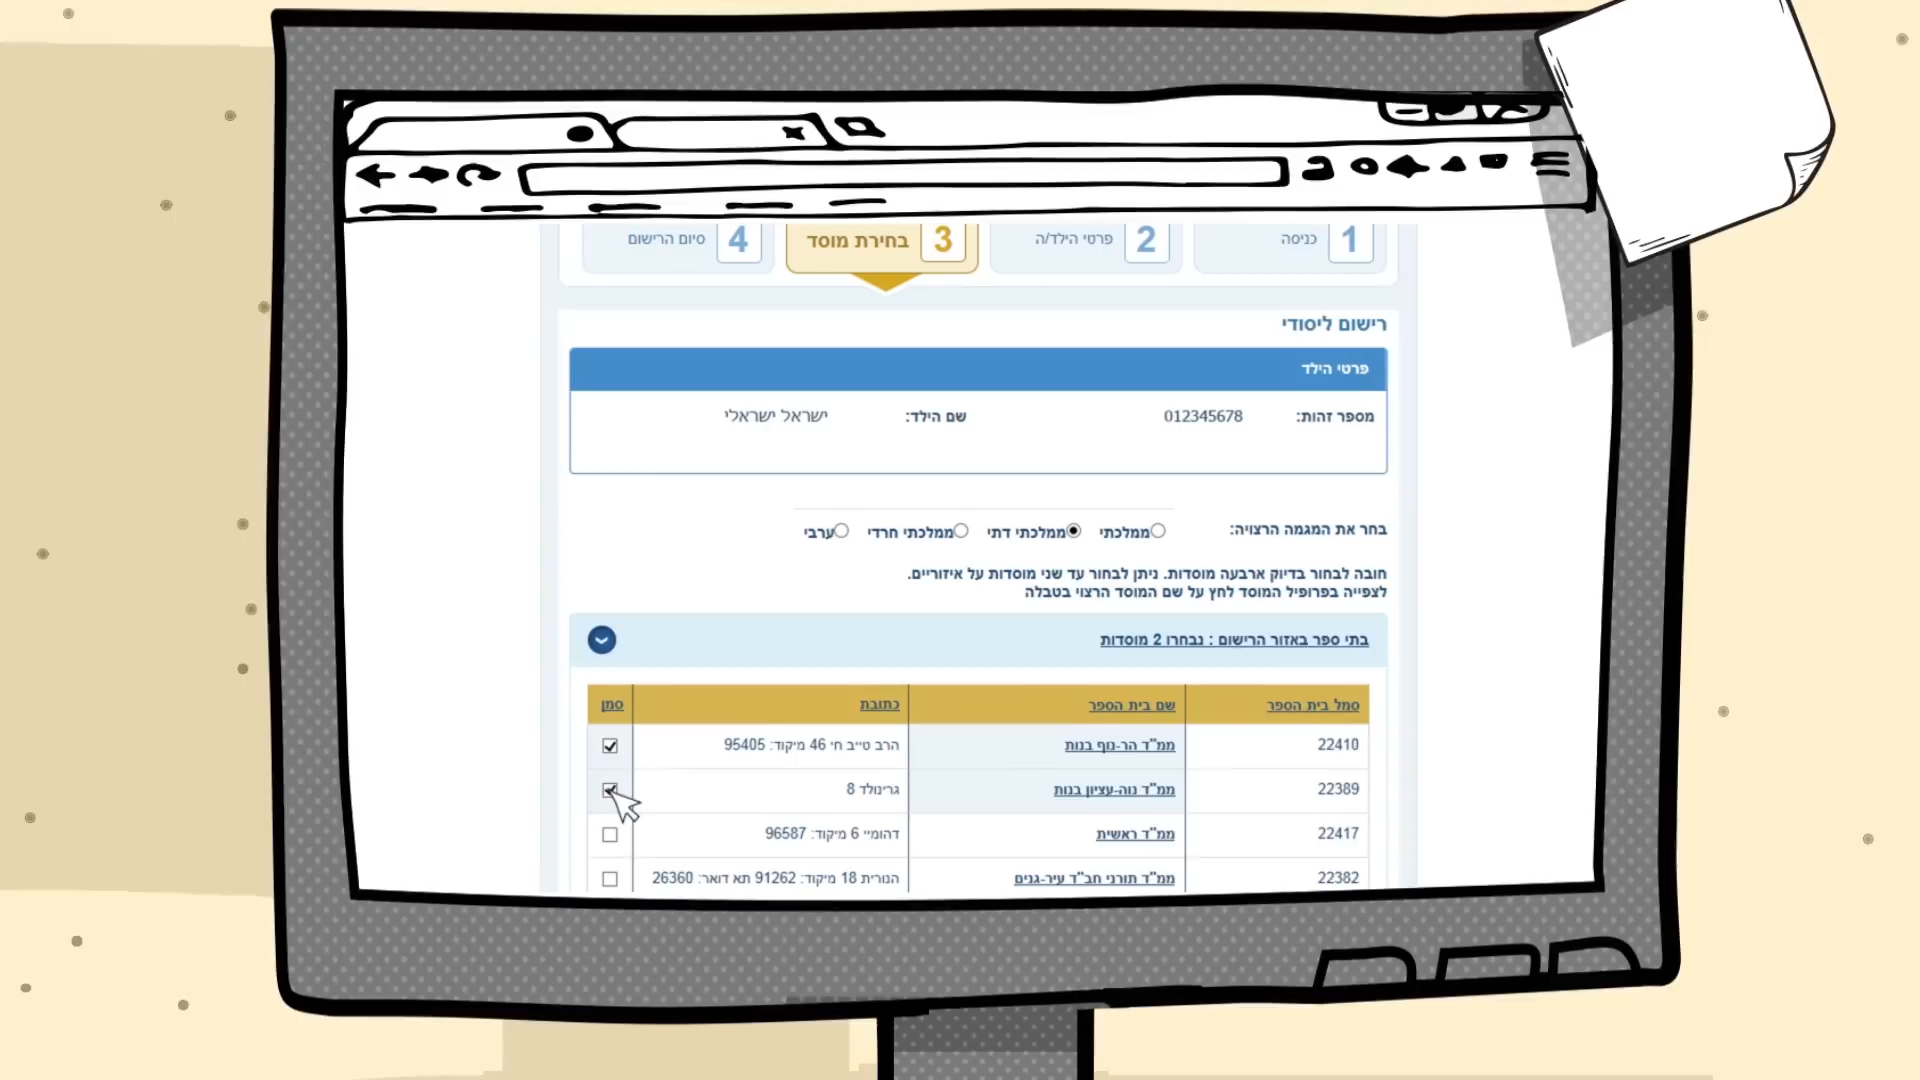 1 כניסה 2 פרטי הילד/ה 3 בחירת מוסד 4 סיום הרישום
רישום ליסודי
פרטי הילד
מספר זהות: 012345678 שם הילד: ישראל ישראלי
בחר את המגמה הרצויה: ממלכתי ממלכתי דתי ממלכתי חרדי ערבי
חובה לבחור בדיוק ארבעה מוסדות. ניתן לבחור עד שני מוסדות על איזוריים.
לצפייה בפרופיל המוסד לחץ על שם המוסד הרצוי בטבלה
בתי ספר באזור הרישום : נבחרו 2 מוסדות
סמל בית הספר שם בית הספר כתובת סמן
22410 ממ"ד הר-נוף בנות הרב טייב חי 46 מיקוד: 95405
22389 ממ"ד נוה-עציון בנות גרינולד 8
22417 ממ"ד ראשית דהומיי 6 מיקוד: 96587
22382 ממ"ד תורני חב"ד עיר-גנים הנורית 18 מיקוד: 91262 תא דואר: 26360